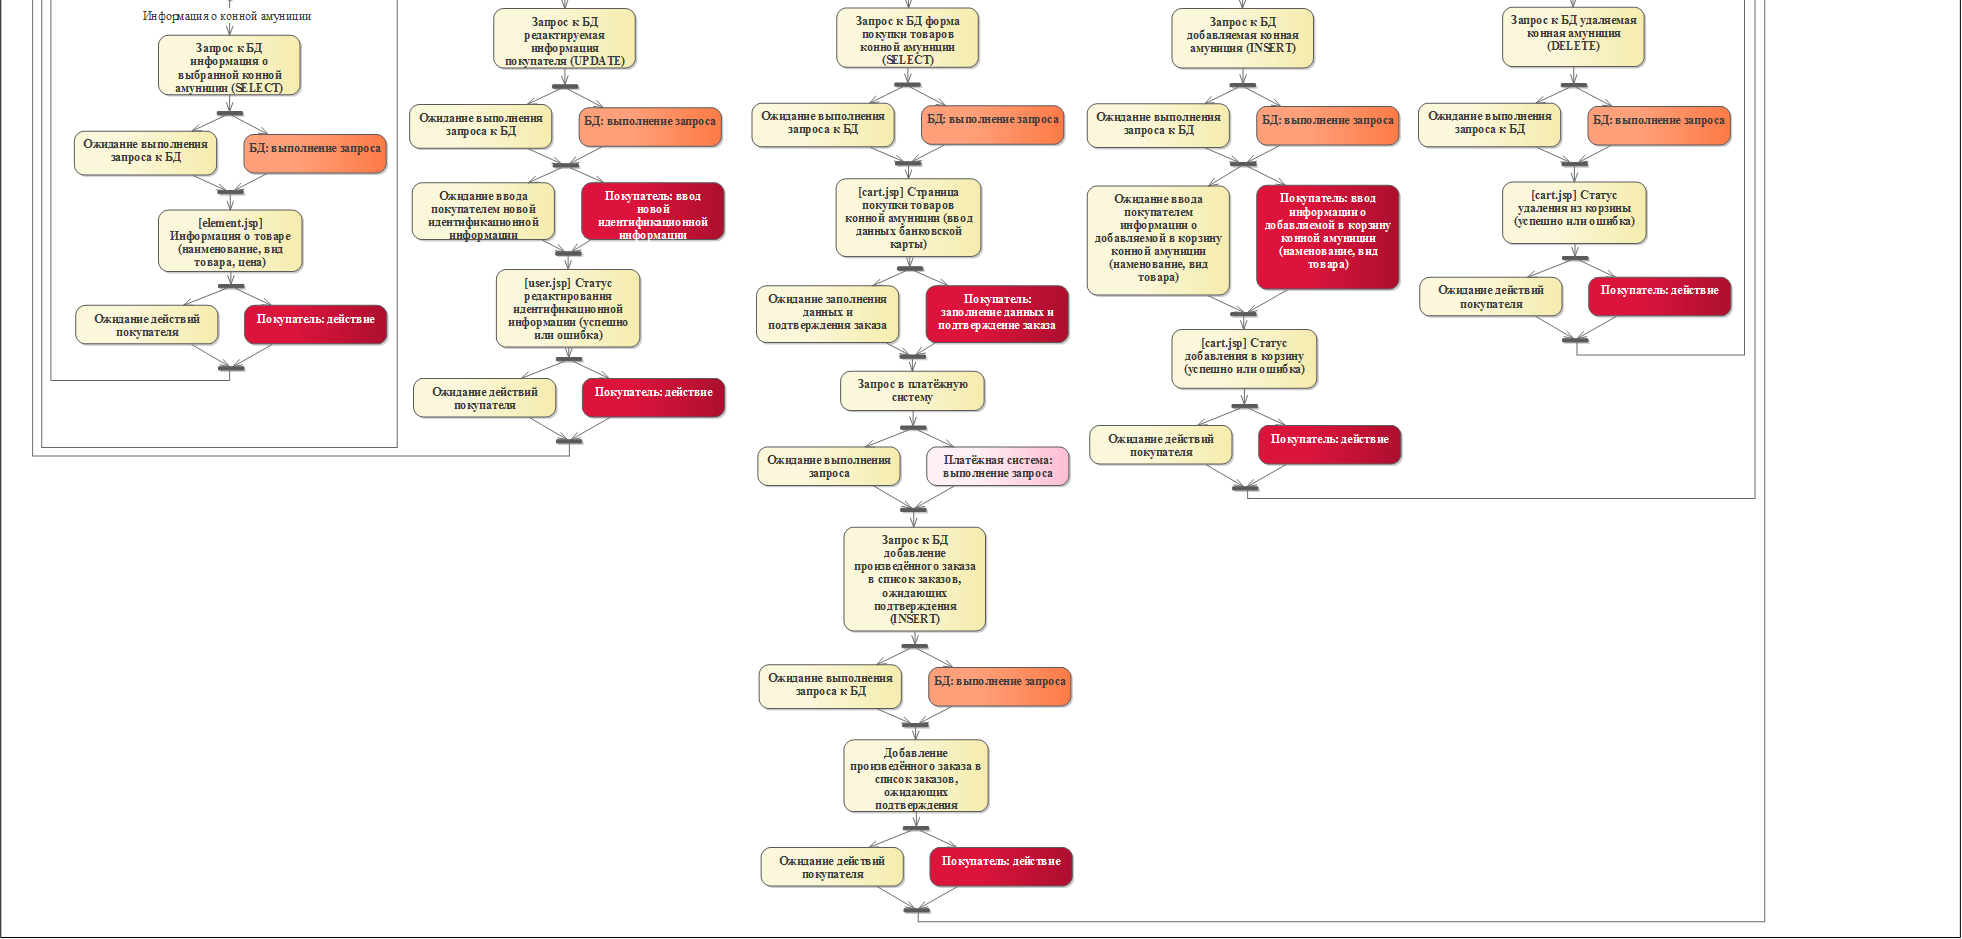 Информация о конной амуниции
Запрос к БД
информация о
выбранной конной
амуниции (SELECT)
Ожидание выполнения
запроса к БД
БД: выполнение запроса
[element.jsp]
Информация о товаре
(наименование, вид
товара, цена)
Ожидание действий
покупателя
Покупатель: действие
Запрос к БД
редактируемая
информация
покупателя (UPDATE)
Ожидание выполнения
запроса к БД
БД: выполнение запроса
Ожидание ввода
покупателем новой
идентификационной
информации
Покупатель: ввод
новой
идентификационной
информации
[user.jsp] Статус
редактирования
идентификационной
информации (успешно
или ошибка)
Ожидание действий
покупателя
Покупатель: действие
Запрос к БД форма
покупки товаров
конной амуниции
(SELECT)
Ожидание выполнения
запроса к БД
БД: выполнение запроса
[cart.jsp] Страница
покупки товаров
конной амуниции (ввод
данных банковской
карты)
Ожидание заполнения
данных и
подтверждения заказа
Покупатель:
заполнение данных и
подтверждение заказа
Запрос в платёжную
систему
Ожидание выполнения
запроса
Платёжная система:
выполнение запроса
Запрос к БД
добавление
произведённого заказа
в список заказов,
ожидающих
подтверждения
(INSERT)
Ожидание выполнения
запроса к БД
БД: выполнение запроса
Добавление
произведённого заказа в
список заказов,
ожидающих
подтверждения
Ожидание действий
покупателя
Покупатель: действие
Запрос к БД
добавляемая конная
амуниция (INSERT)
Ожидание выполнения
запроса к БД
БД: выполнение запроса
Ожидание ввода
покупателем
информации о
добавляемой в корзину
конной амуниции
(наменование, вид
товара)
Покупатель: ввод
информации о
добавляемой в корзину
конной амуниции
(наменование, вид
товара)
[cart.jsp] Статус
добавления в корзину
(успешно или ошибка)
Ожидание действий
покупателя
Покупатель: действие
Запрос к БД удаляемая
конная амуниция
(DELETE)
Ожидание выполнения
запроса к БД
БД: выполнение запроса
[cart.jsp] Статус
удаления из корзины
(успешно или ошибка)
Ожидание действий
покупателя
Покупатель: действие